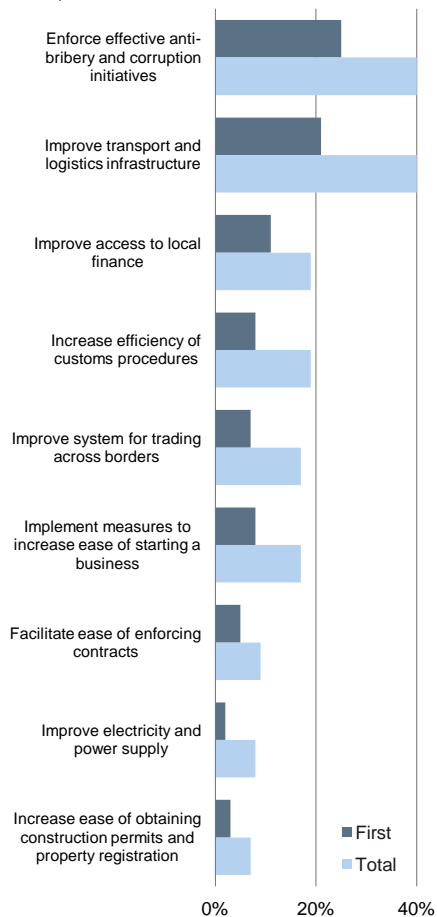 Enforce effective anti-
bribery and corruption
initiatives
Improve transport and
logistics infrastructure
Improve access to local
finance
Increase efficiency of
customs procedures
Improve system for trading
across borders
Implement measures to
increase ease of starting a
business
Facilitate ease of enforcing
contracts
Improve electricity and
power supply
Increase ease of obtaining
construction permits and
property registration
First
Total
0% 20% 40%